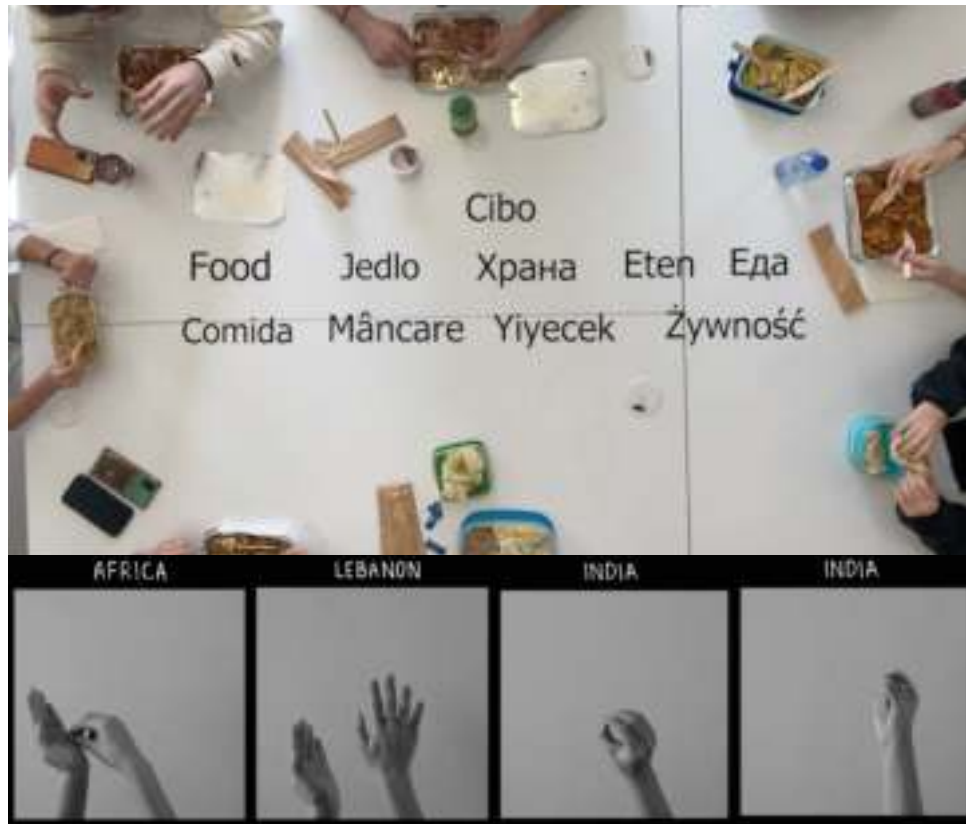 Cibo
Food Jedlo Храна Eten Еда
Comida Mâncare Yiyecek Żywność
AFRICA LEBANON INDIA INDIA